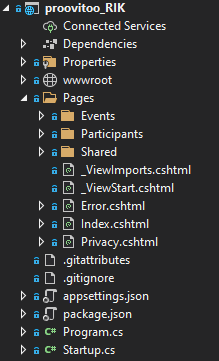 proovitoo_RIK
Connected Services
Dependencies
Properties
wwwroot
Pages
Events
Participants
Shared
_ViewImports.cshtml
_ViewStart.cshtml
Error.cshtml
Index.cshtml
Privacy.cshtml
.gitattributes
.gitignore
appsettings.json
package.json
C# Program.cs
C# Startup.cs